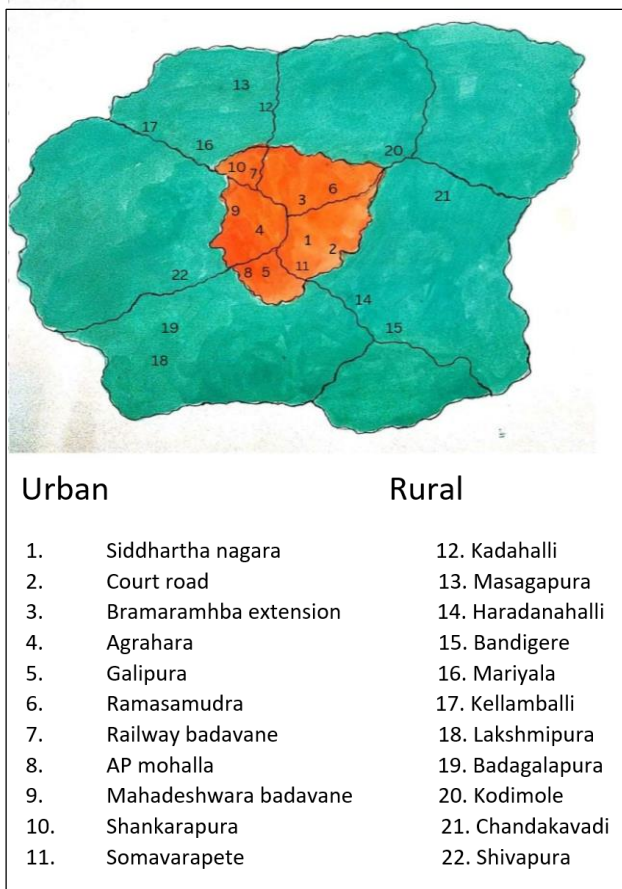 13
12
17
16
20
10
7
6
21
3
9
4
1
2
11
22
8 5
14
19
15
18
Urban Rural
1. Siddhartha nagara 12. Kadahalli
2. Court road 13. Masagapura
3. Bramaramhba extension 14. Haradanahalli
4. Agrahara 15. Bandigere
5. Galipura 16. Mariyala
6. Ramasamudra 17. Kellamballi
7. Railway badavane 18. Lakshmipura
8. AP mohalla 19. Badagalapura
9. Mahadeshwara badavane 20. Kodimole
10. Shankarapura 21. Chandakavadi
11. Somavarapete 22. Shivapura